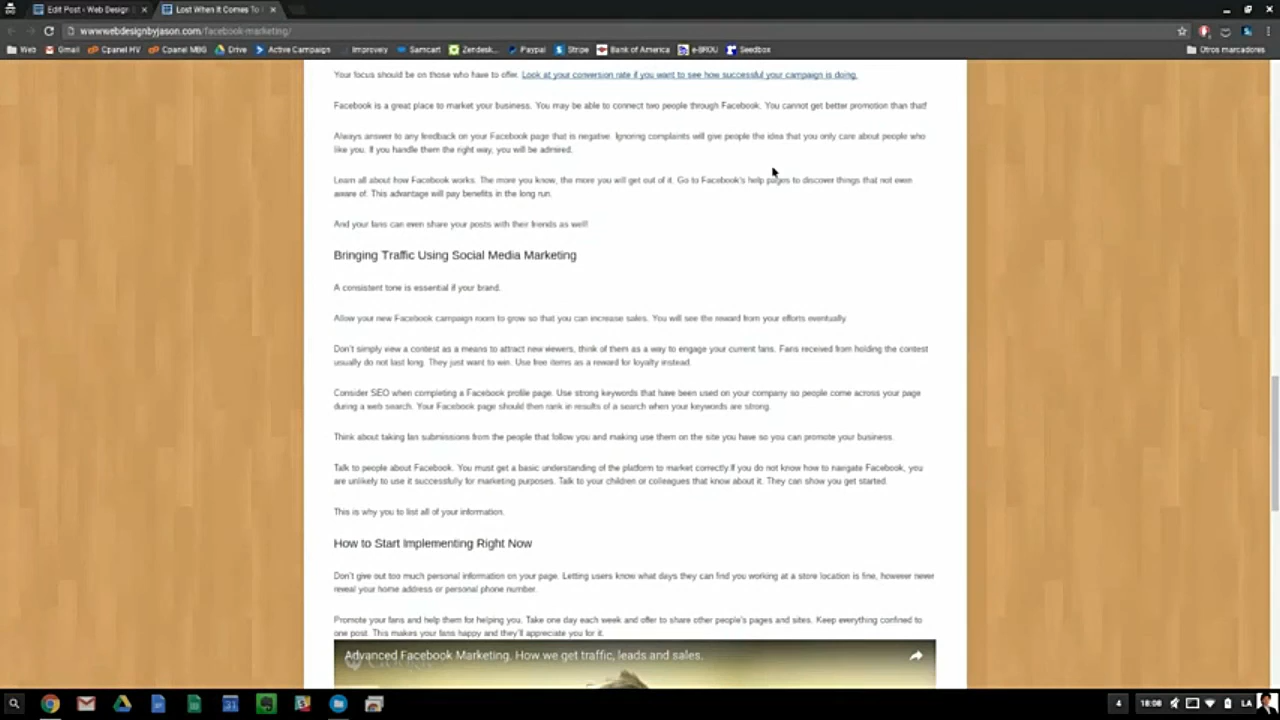 Edit Post ‹ Web Design
Lost When It Comes To
www.webdesignbyjason.com/facebook-marketing/
Web Gmail Cpanel HV Cpanel MBG Drive Active Campaign Improvely Samcart Zendesk... Paypal Stripe Bank of America e-BROU Seedbox Otros marcadores
Your focus should be on those who have to offer. Look at your conversion rate if you want to see how successful your campaign is doing.
Facebook is a great place to market your business. You may be able to connect two people through Facebook. You cannot get better promotion than that!
Always answer to any feedback on your Facebook page that is negative. Ignoring complaints will give people the idea that you only care about people who
like you. If you handle them the right way, you will be admired.
Learn all about how Facebook works. The more you know, the more you will get out of it. Go to Facebook's help pages to discover things that not even
aware of. This advantage will pay benefits in the long run.
And your fans can even share your posts with their friends as well!
Bringing Traffic Using Social Media Marketing
A consistent tone is essential if your brand.
Allow your new Facebook campaign room to grow so that you can increase sales. You will see the reward from your efforts eventually.
Don't simply view a contest as a means to attract new viewers, think of them as a way to engage your current fans. Fans received from holding the contest
usually do not last long. They just want to win. Use free items as a reward for loyalty instead.
Consider SEO when completing a Facebook profile page. Use strong keywords that have been used on your company so people come across your page
during a web search. Your Facebook page should then rank in results of a search when your keywords are strong.
Think about taking fan submissions from the people that follow you and making use them on the site you have so you can promote your business.
Talk to people about Facebook. You must get a basic understanding of the platform to market correctly.If you do not know how to navigate Facebook, you
are unlikely to use it successfully for marketing purposes. Talk to your children or colleagues that know about it. They can show you get started.
This is why you to list all of your information.
How to Start Implementing Right Now
Don't give out too much personal information on your page. Letting users know what days they can find you working at a store location is fine, however never
reveal your home address or personal phone number.
Promote your fans and help them for helping you. Take one day each week and offer to share other people's pages and sites. Keep everything confined to
one post. This makes your fans happy and they'll appreciate you for it.
Advanced Facebook Marketing. How we get traffic, leads and sales.
4 18:08 LA